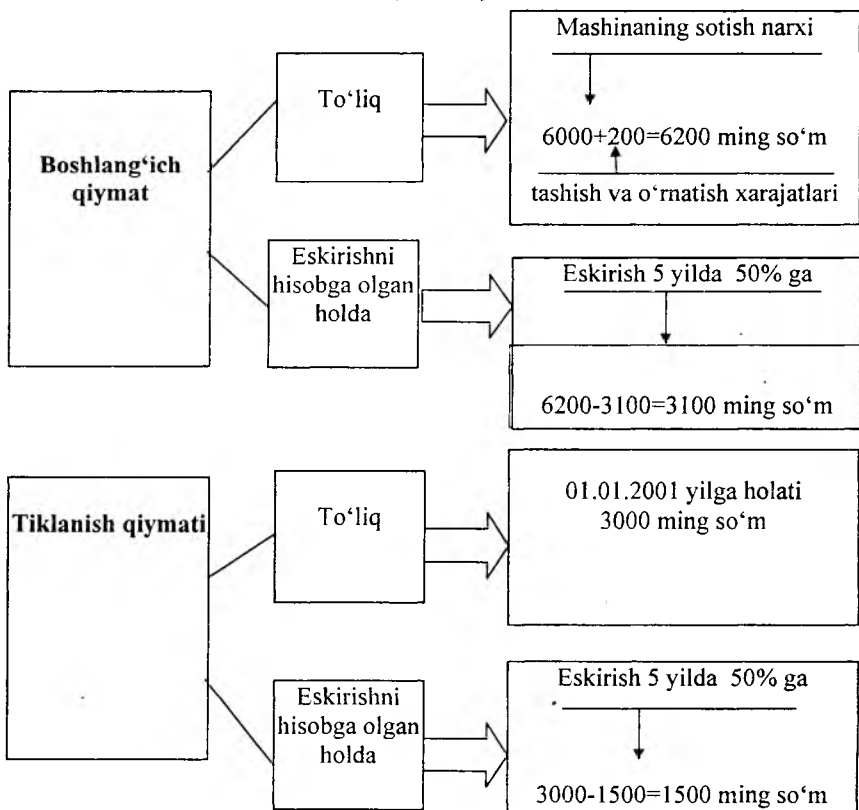 Mashinaning sotish narxi
To‘liq
6000+200=6200 ming so‘m
Boshlang‘ich
qiymat
tashish va o‘rnatish xarajatlari
Eskirishni
hisobga olgan
holda
Eskirish 5 yilda 50% ga
6200-3100=3100 ming so‘m
Tiklanish qiymati
To‘liq
01.01.2001 yilga holati
3000 ming so‘m
Eskirishni
hisobga olgan
holda
Eskirish 5 yilda 50% ga
3000-1500=1500 ming so‘m